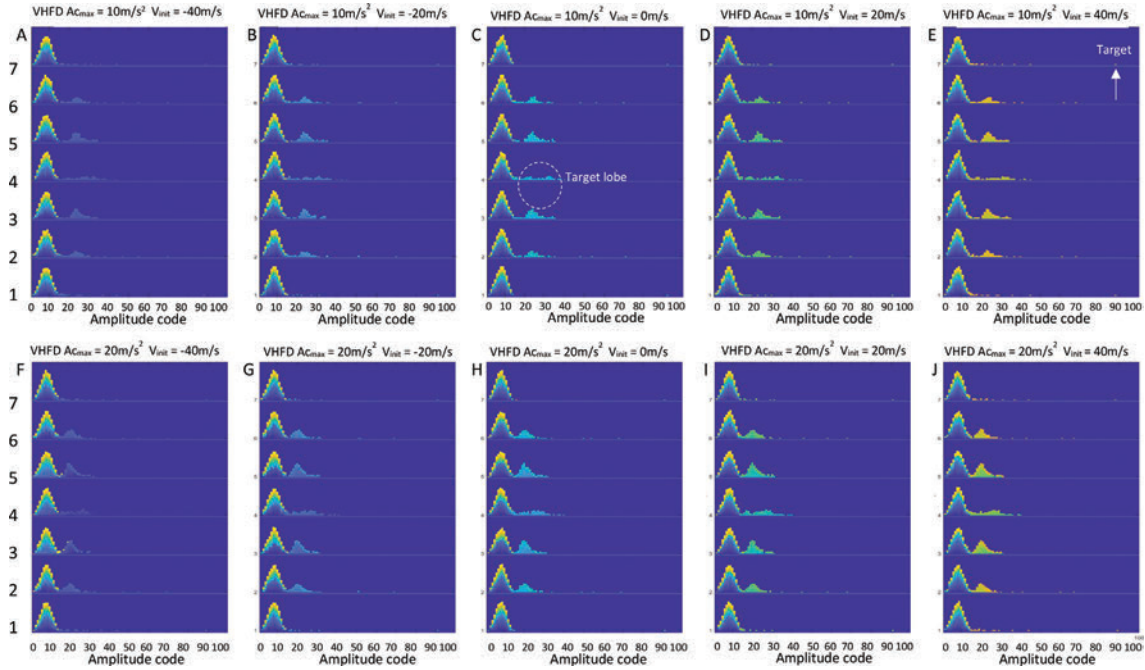 VHFD Acmax = 10m/s² Vinit = -40m/s
VHFD Acmax = 10m/s² Vinit = -20m/s
VHFD Acmax = 10m/s² Vinit = 0m/s
VHFD Acmax = 10m/s² Vinit = 20m/s
VHFD Acmax = 10m/s² Vinit = 40m/s
A
B
C
D
E
Target
7
6
5
4
3
2
1
Target lobe
0 10 20 30 40 50 60 70 80 90 100
0 10 20 30 40 50 60 70 80 90 100
0 10 20 30 40 50 60 70 80 90 100
0 10 20 30 40 50 60 70 80 90 100
0 10 20 30 40 50 60 70 80 90 100
Amplitude code
Amplitude code
Amplitude code
Amplitude code
Amplitude code
VHFD Acmax = 20m/s² Vinit = -40m/s
VHFD Acmax = 20m/s² Vinit = -20m/s
VHFD Acmax = 20m/s² Vinit = 0m/s
VHFD Acmax = 20m/s² Vinit = 20m/s
VHFD Acmax = 20m/s² Vinit = 40m/s
F
G
H
I
J
7
6
5
4
3
2
1
0 10 20 30 40 50 60 70 80 90 100
0 10 20 30 40 50 60 70 80 90 100
0 10 20 30 40 50 60 70 80 90 100
0 10 20 30 40 50 60 70 80 90 100
0 10 20 30 40 50 60 70 80 90 100
Amplitude code
Amplitude code
Amplitude code
Amplitude code
Amplitude code